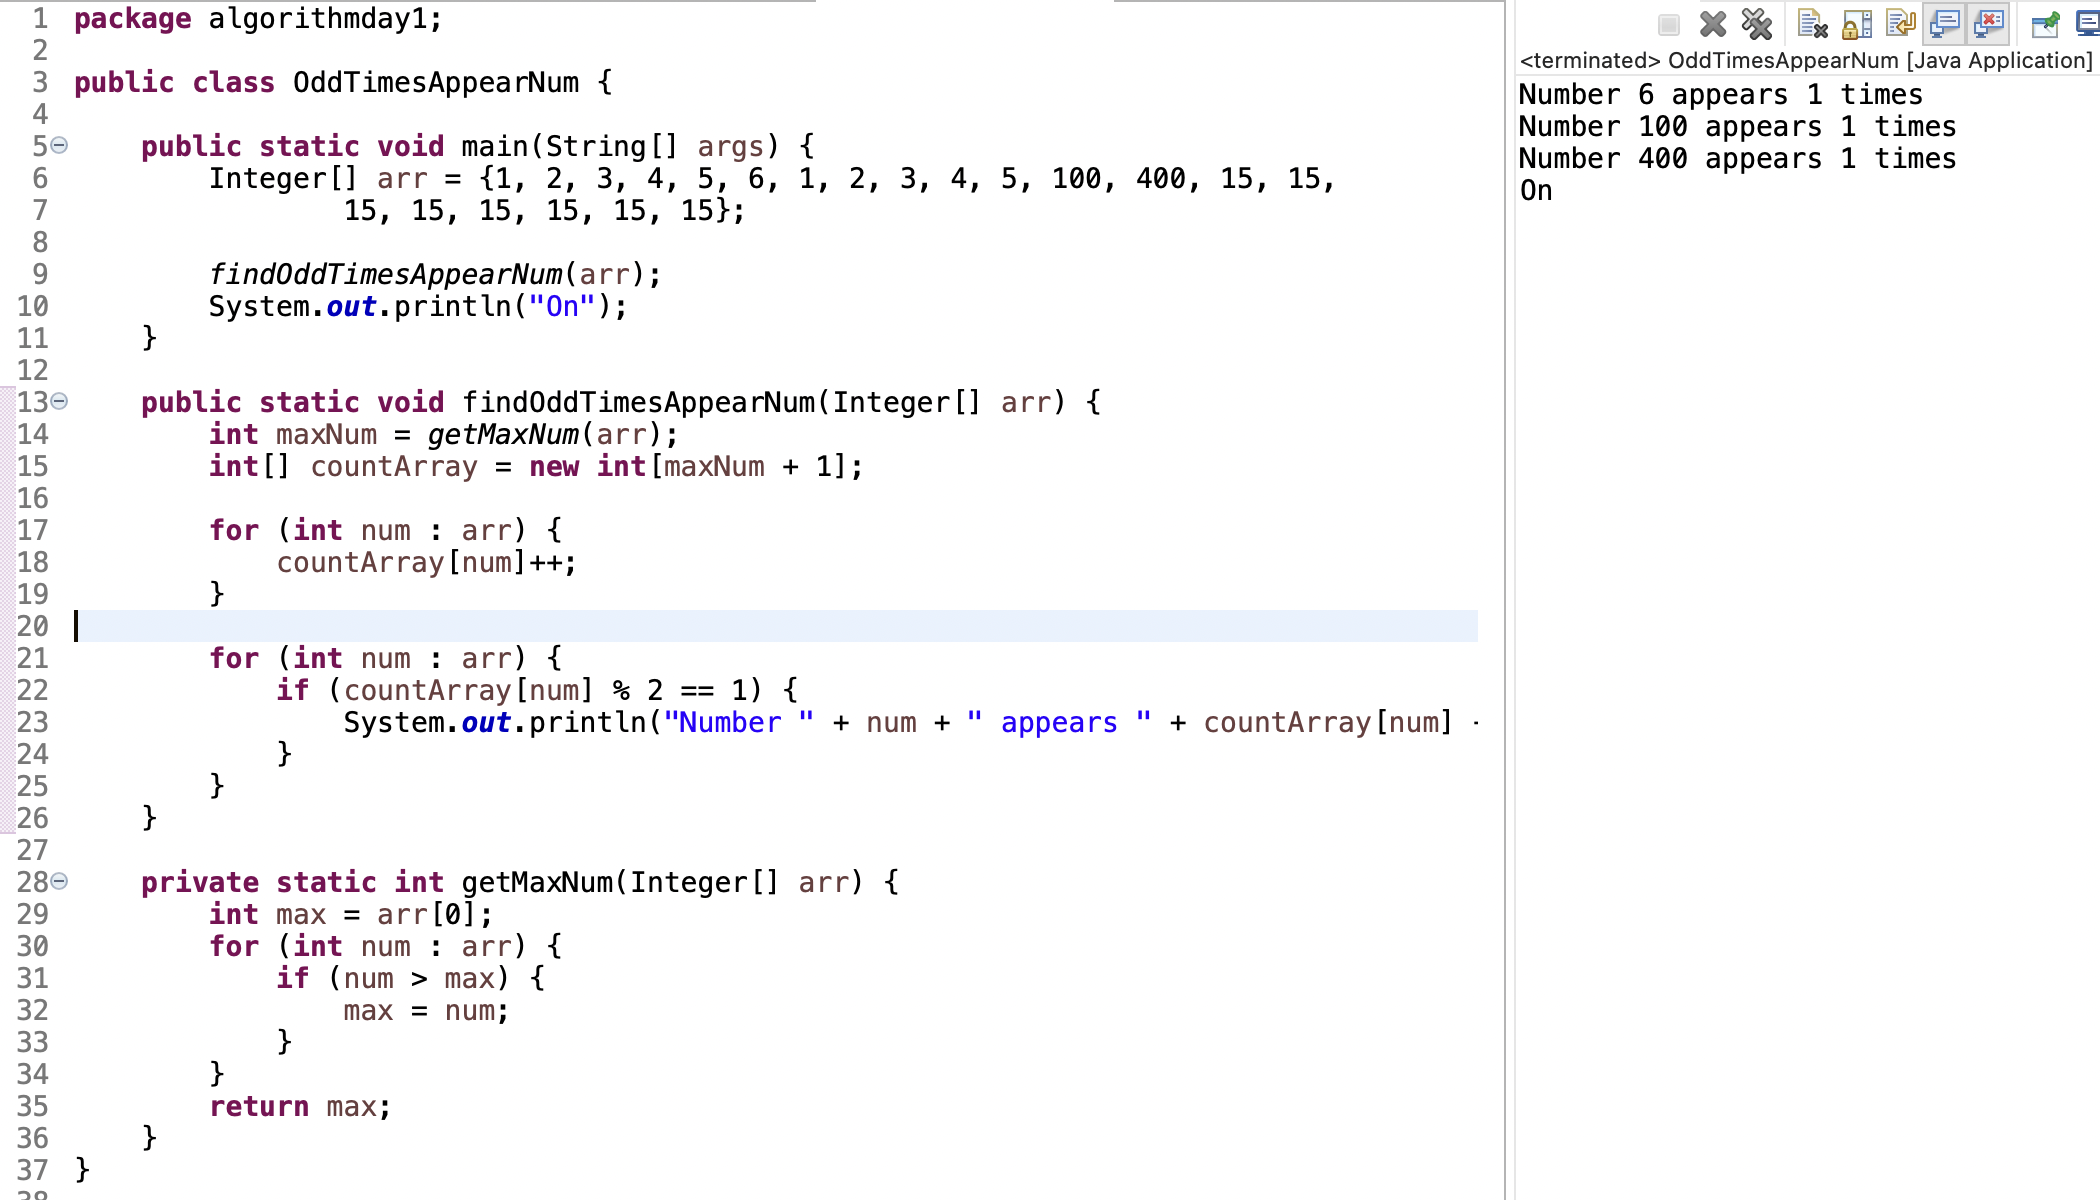 1 package algorithmday1;
2
3 public class OddTimesAppearNum {
4
5 public static void main(String[] args) {
6 Integer[] arr = {1, 2, 3, 4, 5, 6, 1, 2, 3, 4, 5, 100, 400, 15, 15,
7 15, 15, 15, 15, 15, 15};
8
9 findOddTimesAppearNum(arr);
10 System.out.println("On");
11 }
12
13 public static void findOddTimesAppearNum(Integer[] arr) {
14 int maxNum = getMaxNum(arr);
15 int[] countArray = new int[maxNum + 1];
16
17 for (int num : arr) {
18 countArray[num]++;
19 }
20
21 for (int num : arr) {
22 if (countArray[num] % 2 == 1) {
23 System.out.println("Number " + num + " appears " + countArray[num]
24 }
25 }
26 }
27
28 private static int getMaxNum(Integer[] arr) {
29 int max = arr[0];
30 for (int num : arr) {
31 if (num > max) {
32 max = num;
33 }
34 }
35 return max;
36 }
37 }
38
<terminated> OddTimesAppearNum [Java Application]
Number 6 appears 1 times
Number 100 appears 1 times
Number 400 appears 1 times
On